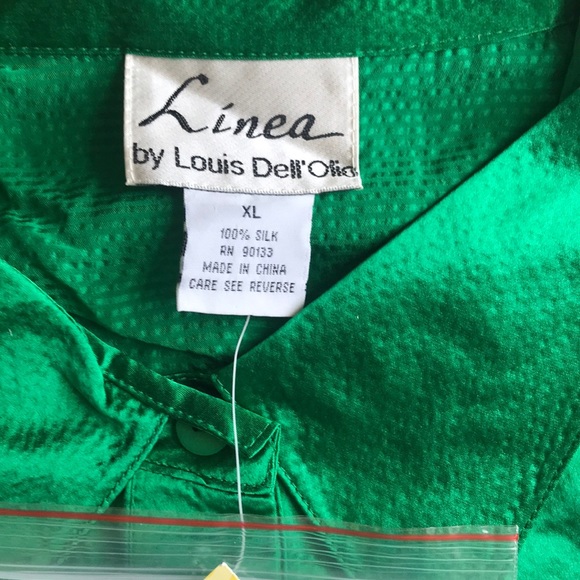 Linea
by Louis Dell'Olio
XL
100% SILK
RN 90133
MADE IN CHINA
CARE SEE REVERSE